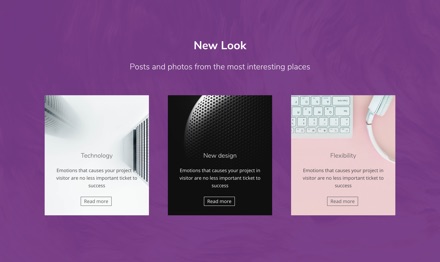 New Look
Posts and photos from the most interesting places
Technology
Emotions that causes your project in
visitor are no less important ticket to
success
Read more
New design
Emotions that causes your project in
visitor are no less important ticket to
success
Read more
Flexibility
Emotions that causes your project in
visitor are no less important ticket to
success
Read more